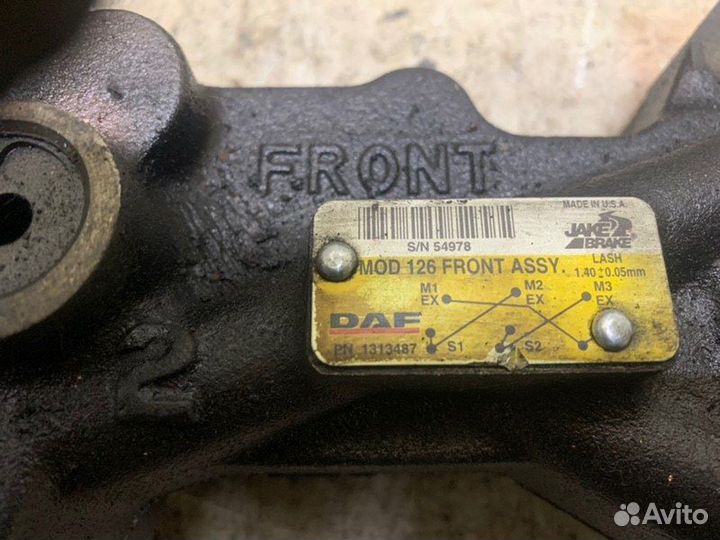 FRONT
MADE IN U.S.A.
JAKE
BRAKE
S/N 54978
MOD 126 FRONT ASSY.
LASH
1.40 ±0.05mm
M1 M2 M3
EX EX EX
DAF
PN 1313487 S1 S2
2
Avito